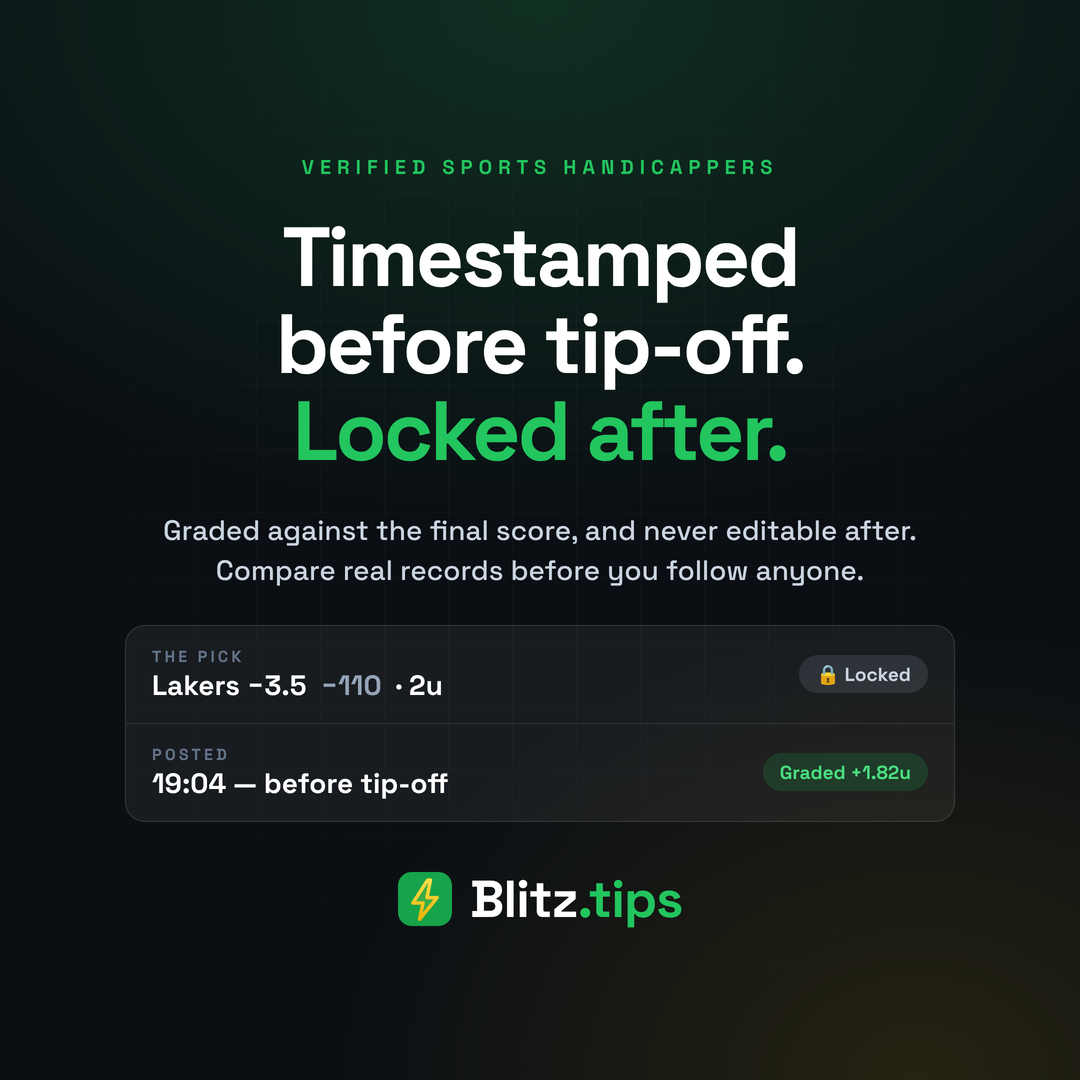 VERIFIED SPORTS HANDICAPPERS
Timestamped
before tip-off.
Locked after.
Graded against the final score, and never editable after.
Compare real records before you follow anyone.
THE PICK
Lakers −3.5 −110 · 2u
🔒 Locked
POSTED
19:04 — before tip-off
Graded +1.82u
Blitz.tips